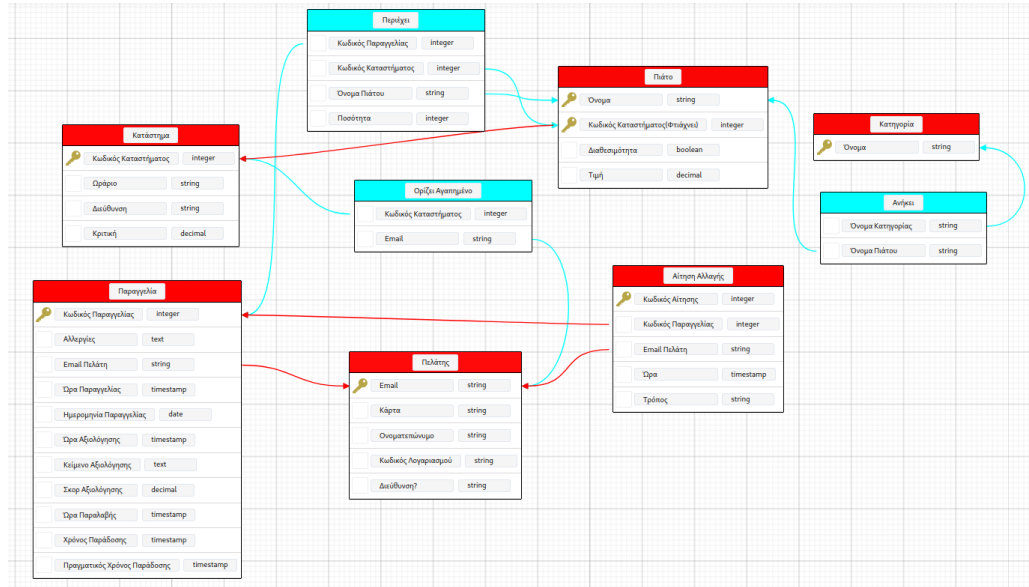 Περιέχει
Κωδικός Παραγγελίας integer
Κωδικός Καταστήματος integer
Όνομα Πιάτου string
Ποσότητα integer
Πιάτο
Όνομα string
Κωδικός Καταστήματος(Φτιάχνει) integer
Διαθεσιμότητα boolean
Τιμή decimal
Κατηγορία
Όνομα string
Κατάστημα
Κωδικός Καταστήματος integer
Ωράριο string
Διεύθυνση string
Κριτική decimal
Ορίζει Αγαπημένο
Κωδικός Καταστήματος integer
Email string
Ανήκει
Όνομα Κατηγορίας string
Όνομα Πιάτου string
Αίτηση Αλλαγής
Κωδικός Αίτησης integer
Κωδικός Παραγγελίας integer
Email Πελάτη string
Ώρα timestamp
Τρόπος string
Παραγγελία
Κωδικός Παραγγελίας integer
Αλλεργίες text
Email Πελάτη string
Ώρα Παραγγελίας timestamp
Ημερομηνία Παραγγελίας date
Ώρα Αξιολόγησης timestamp
Κείμενο Αξιολόγησης text
Σκορ Αξιολόγησης decimal
Ώρα Παραλαβής timestamp
Χρόνος Παράδοσης timestamp
Πραγματικός Χρόνος Παράδοσης timestamp
Πελάτης
Email string
Κάρτα string
Ονοματεπώνυμο string
Κωδικός Λογαριασμού string
Διεύθυνση? string